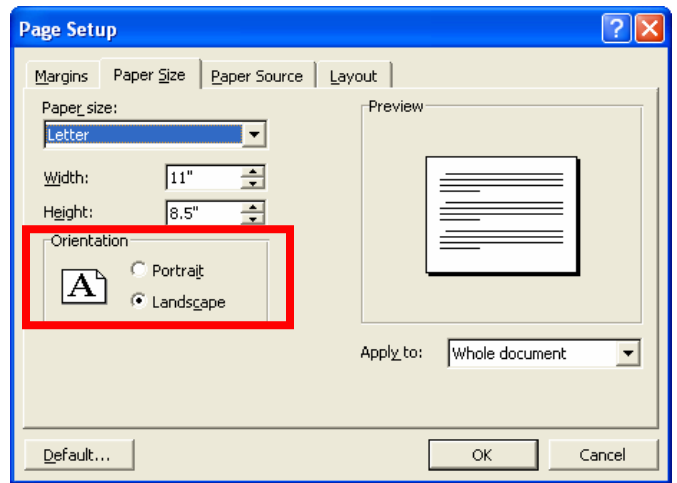 Page Setup
Margins Paper Size Paper Source Layout
Paper size:
Letter
Width: 11"
Height: 8.5"
Orientation
A
Portrait
Landscape
Preview
Apply to: Whole document
Default... OK Cancel